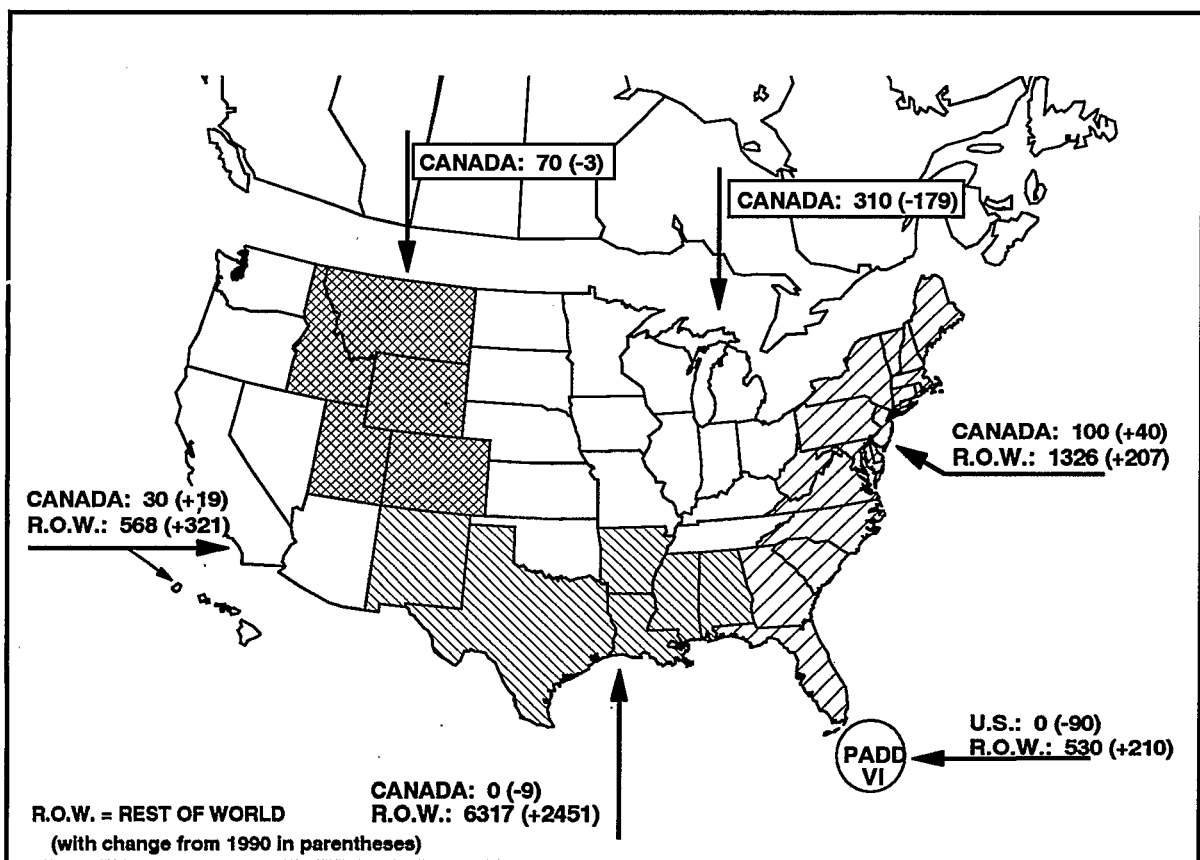 CANADA: 70 (-3)
CANADA: 310 (-179)
CANADA: 100 (+40)
R.O.W.: 1326 (+207)
CANADA: 30 (+19)
R.O.W.: 568 (+321)
U.S.: 0 (-90)
R.O.W.: 530 (+210)
PADD
VI
CANADA: 0 (-9)
R.O.W.: 6317 (+2451)
R.O.W. = REST OF WORLD
(with change from 1990 in parentheses)